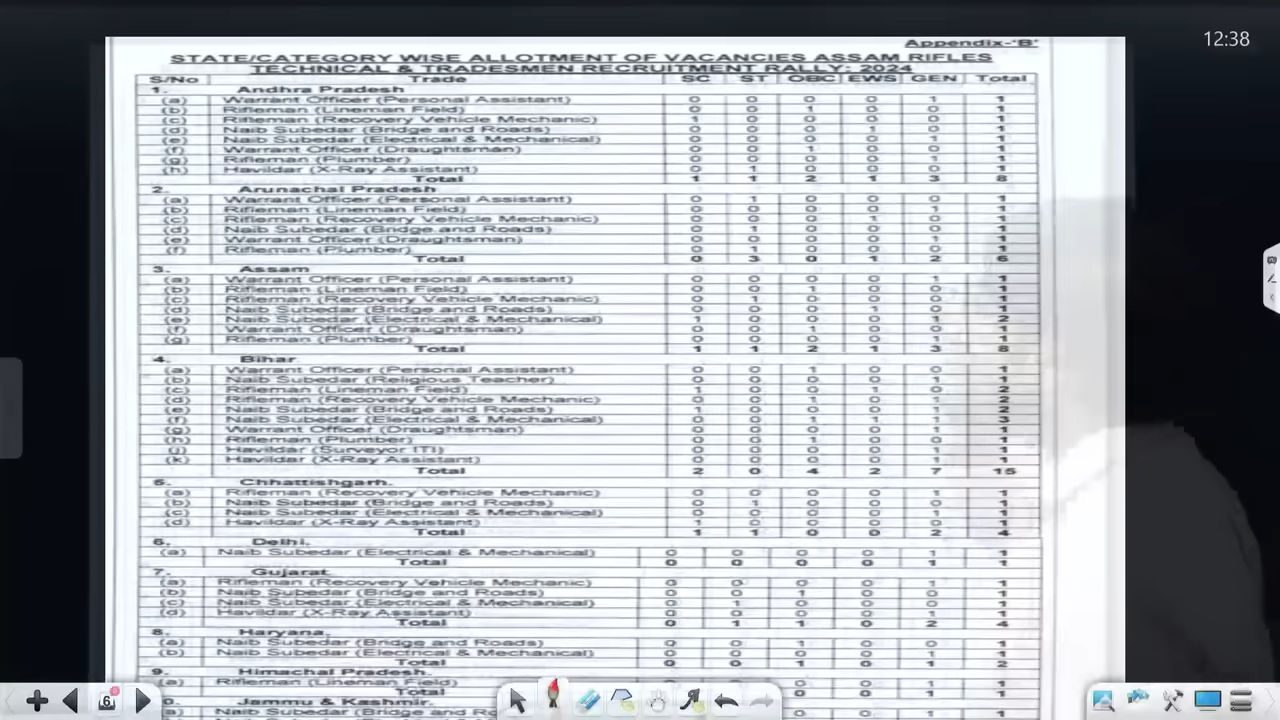 12:38
Appendix-'B'
STATE/CATEGORY WISE ALLOTMENT OF VACANCIES ASSAM RIFLES
TECHNICAL & TRADESMEN RECRUITMENT RALLY: 2024
S/No Trade SC ST OBC EWS GEN Total
1. Andhra Pradesh
(a) Warrant Officer (Personal Assistant) 0 0 0 0 1 1
(b) Rifleman (Lineman Field) 0 0 1 0 0 1
(c) Rifleman (Recovery Vehicle Mechanic) 1 0 0 0 0 1
(d) Naib Subedar (Bridge and Roads) 0 0 0 1 0 1
(e) Naib Subedar (Electrical & Mechanical) 0 0 0 0 1 1
(f) Warrant Officer (Draughtsman) 0 0 1 0 0 1
(g) Rifleman (Plumber) 0 0 0 0 1 1
(h) Havildar (X-Ray Assistant) 0 1 0 0 0 1
Total 1 1 2 1 3 8
2. Arunachal Pradesh
(a) Warrant Officer (Personal Assistant) 0 1 0 0 0 1
(b) Rifleman (Lineman Field) 0 0 0 0 1 1
(c) Rifleman (Recovery Vehicle Mechanic) 0 0 0 1 0 1
(d) Naib Subedar (Bridge and Roads) 0 1 0 0 0 1
(e) Warrant Officer (Draughtsman) 0 0 0 0 1 1
(f) Rifleman (Plumber) 0 1 0 0 0 1
Total 0 3 0 1 2 6
3. Assam
(a) Warrant Officer (Personal Assistant) 0 0 0 0 1 1
(b) Rifleman (Lineman Field) 0 0 1 0 0 1
(c) Rifleman (Recovery Vehicle Mechanic) 0 1 0 0 0 1
(d) Naib Subedar (Bridge and Roads) 0 0 0 1 0 1
(e) Naib Subedar (Electrical & Mechanical) 1 0 0 0 1 2
(f) Warrant Officer (Draughtsman) 0 0 1 0 0 1
(g) Rifleman (Plumber) 0 0 0 0 1 1
Total 1 1 2 1 3 8
4. Bihar
(a) Warrant Officer (Personal Assistant) 0 0 1 0 0 1
(b) Naib Subedar (Religious Teacher) 0 0 0 0 1 1
(c) Rifleman (Lineman Field) 1 0 0 0 1 2
(d) Rifleman (Recovery Vehicle Mechanic) 0 0 1 1 0 2
(e) Naib Subedar (Bridge and Roads) 1 0 0 0 1 2
(f) Naib Subedar (Electrical & Mechanical) 0 0 1 1 1 3
(g) Warrant Officer (Draughtsman) 0 0 0 0 1 1
(h) Rifleman (Plumber) 0 0 1 0 0 1
(j) Havildar (Surveyor ITI) 0 0 0 0 1 1
(k) Havildar (X-Ray Assistant) 0 0 0 0 1 1
Total 2 0 4 2 7 15
5. Chhattishgarh.
(a) Rifleman (Recovery Vehicle Mechanic) 0 0 0 0 1 1
(b) Naib Subedar (Bridge and Roads) 0 1 0 0 0 1
(c) Naib Subedar (Electrical & Mechanical) 0 0 0 0 1 1
(d) Havildar (X-Ray Assistant) 1 0 0 0 0 1
Total 1 1 0 0 2 4
6. Delhi.
(a) Naib Subedar (Electrical & Mechanical) 0 0 0 0 1 1
Total 0 0 0 0 1 1
7. Gujarat
(a) Rifleman (Recovery Vehicle Mechanic) 0 0 0 0 1 1
(b) Naib Subedar (Bridge and Roads) 0 0 1 0 0 1
(c) Naib Subedar (Electrical & Mechanical) 0 1 0 0 0 1
(d) Havildar (X-Ray Assistant) 0 0 0 0 1 1
Total 0 1 1 0 2 4
8. Haryana.
(a) Naib Subedar (Bridge and Roads) 0 0 1 0 0 1
(b) Naib Subedar (Electrical & Mechanical) 0 0 0 0 1 1
Total 0 0 1 0 1 2
9. Himachal Pradesh.
(a) Rifleman (Lineman Field) 0 0 1 1
Total 0 0 1 1
0. Jammu & Kashmir.
(a) Naib Subedar (Bridge and Ro 0 0 1 1
6